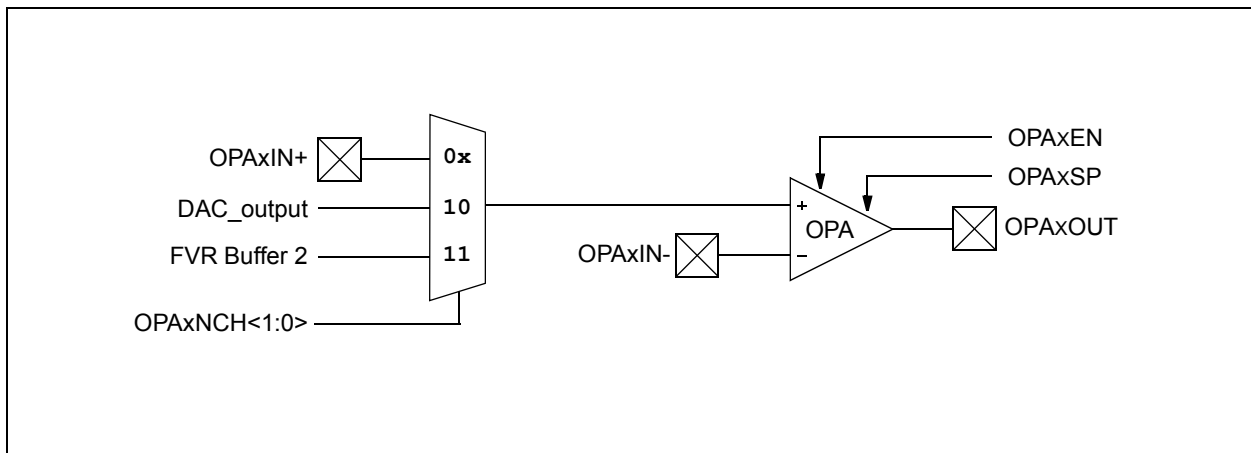 OPAxIN+
0x
DAC_output
10
FVR Buffer 2
11
OPAxNCH<1:0>
OPAxEN
OPAxSP
+
OPA
OPAxOUT
OPAxIN-
−